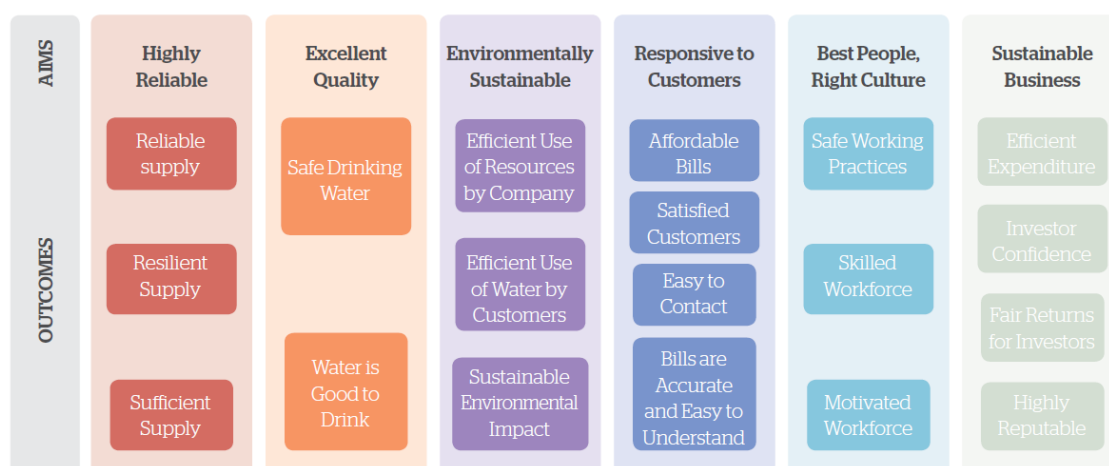 AIMS
Highly
Reliable
Excellent
Quality
Environmentally
Sustainable
Responsive to
Customers
Best People,
Right Culture
Sustainable
Business
OUTCOMES
Reliable
supply
Resilient
Supply
Sufficient
Supply
Safe Drinking
Water
Water is
Good to
Drink
Efficient Use
of Resources
by Company
Efficient Use
of Water by
Customers
Sustainable
Environmental
Impact
Affordable
Bills
Satisfied
Customers
Easy to
Contact
Bills are
Accurate
and Easy to
Understand
Safe Working
Practices
Skilled
Workforce
Motivated
Workforce
Efficient
Expenditure
Investor
Confidence
Fair Returns
for Investors
Highly
Reputable